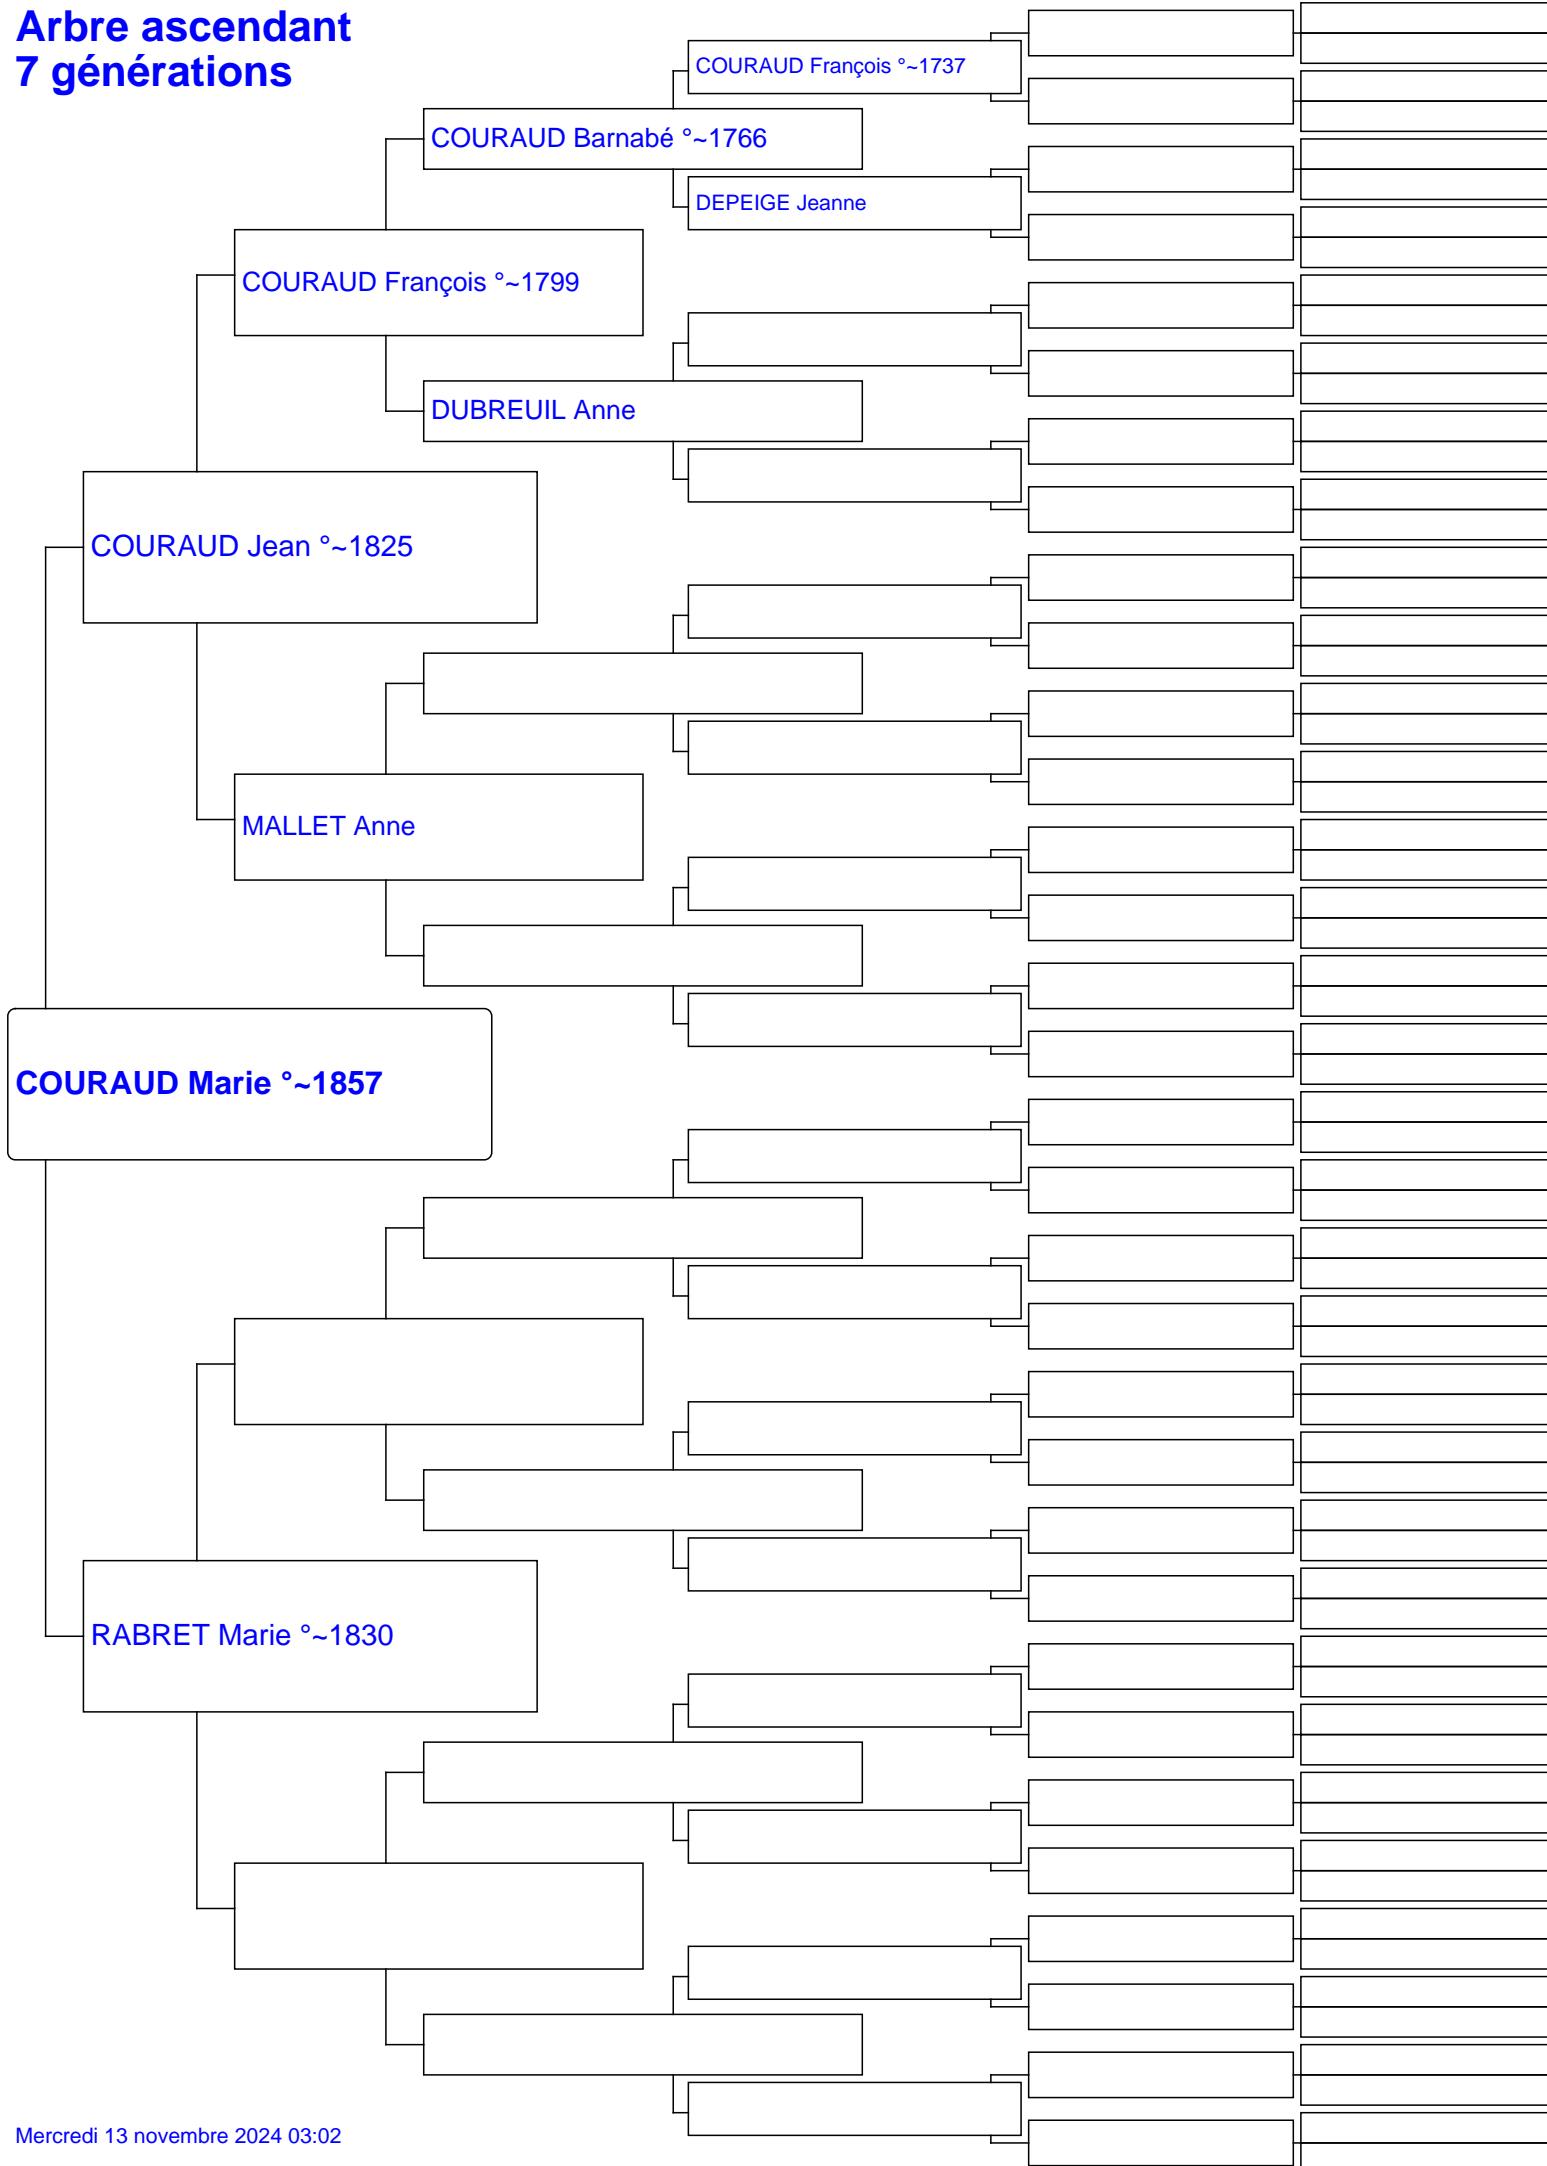 Arbre ascendant
7 générations
COURAUD François °~1737
COURAUD Barnabé °~1766
DEPEIGE Jeanne
COURAUD François °~1799
DUBREUIL Anne
COURAUD Jean °~1825
MALLET Anne
COURAUD Marie °~1857
RABRET Marie °~1830
Mercredi 13 novembre 2024 03:02